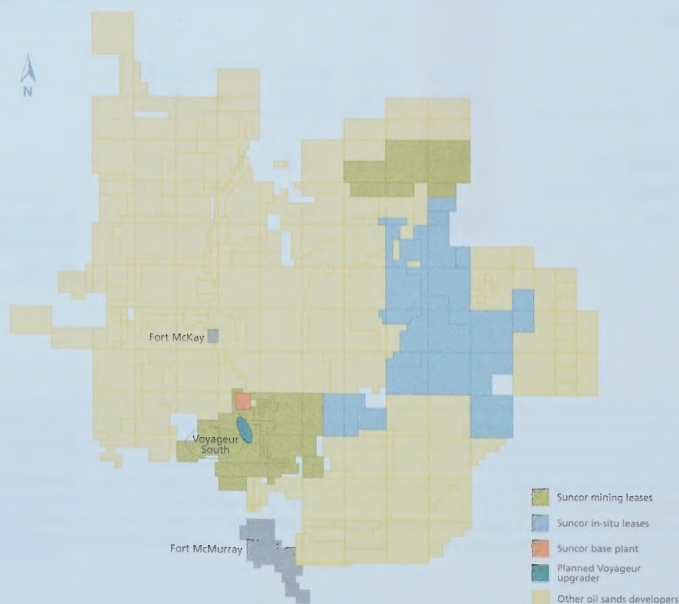 N
Fort McKay
Voyageur
South
Fort McMurray
Suncor mining leases
Suncor in-situ leases
Suncor base plant
Planned Voyageur
upgrader
Other oil sands developers